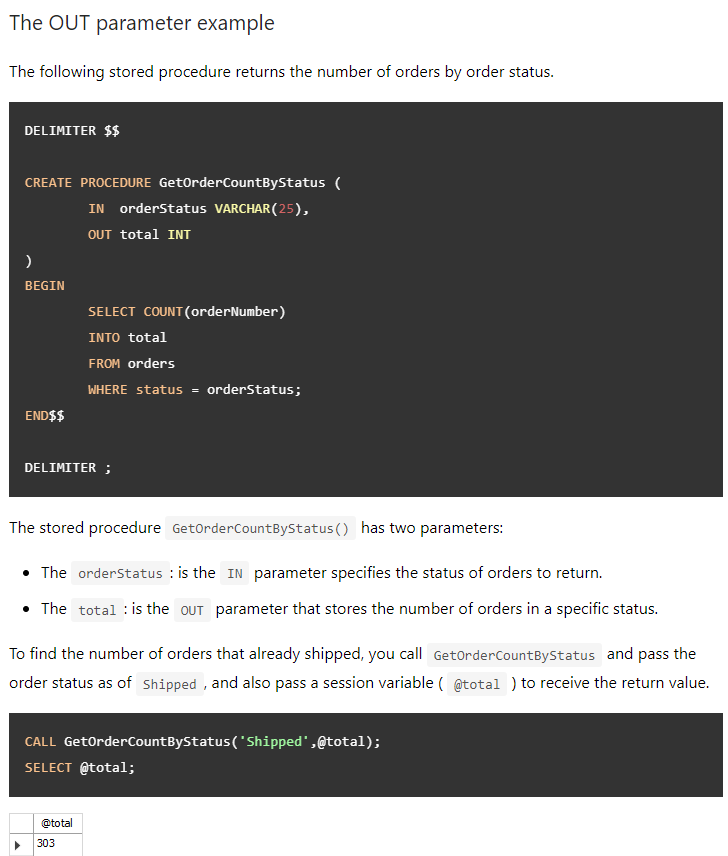 The OUT parameter example
The following stored procedure returns the number of orders by order status.
DELIMITER $$
CREATE PROCEDURE GetOrderCountByStatus (
IN  orderStatus VARCHAR(25),
OUT total INT
)
BEGIN
SELECT COUNT(orderNumber)
INTO total
FROM orders
WHERE status = orderStatus;
END$$
DELIMITER ;
The stored procedure GetOrderCountByStatus() has two parameters:
• The orderStatus : is the IN parameter specifies the status of orders to return.
• The total : is the OUT parameter that stores the number of orders in a specific status.
To find the number of orders that already shipped, you call GetOrderCountByStatus and pass the
order status as of Shipped , and also pass a session variable ( @total ) to receive the return value.
CALL GetOrderCountByStatus('Shipped',@total);
SELECT @total;
@total
303